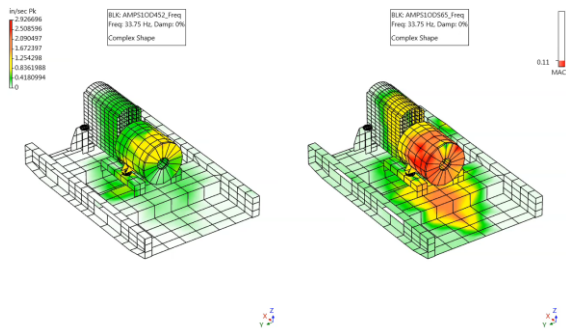 in/sec Pk
2.926696
2.508596
2.090497
1.672397
1.254298
0.8361988
0.4180994
0
BLK: AMPS1OD452_Freq
Freq: 33.75 Hz, Damp: 0%
Complex Shape
BLK: AMPS1OD565_Freq
Freq: 33.75 Hz, Damp: 0%
Complex Shape
0.11
MAC
Z
X
Y
Z
X
Y